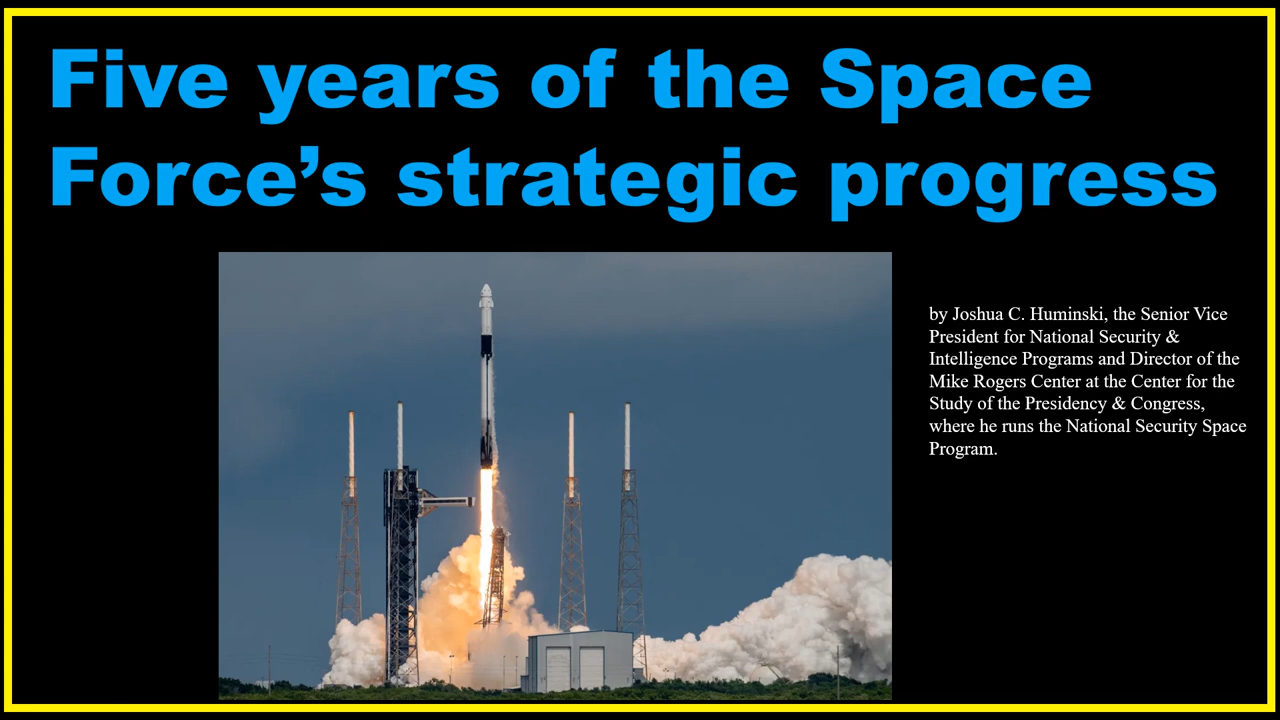 Five years of the Space
Force’s strategic progress
by Joshua C. Huminski, the Senior Vice
President for National Security &
Intelligence Programs and Director of the
Mike Rogers Center at the Center for the
Study of the Presidency & Congress,
where he runs the National Security Space
Program.